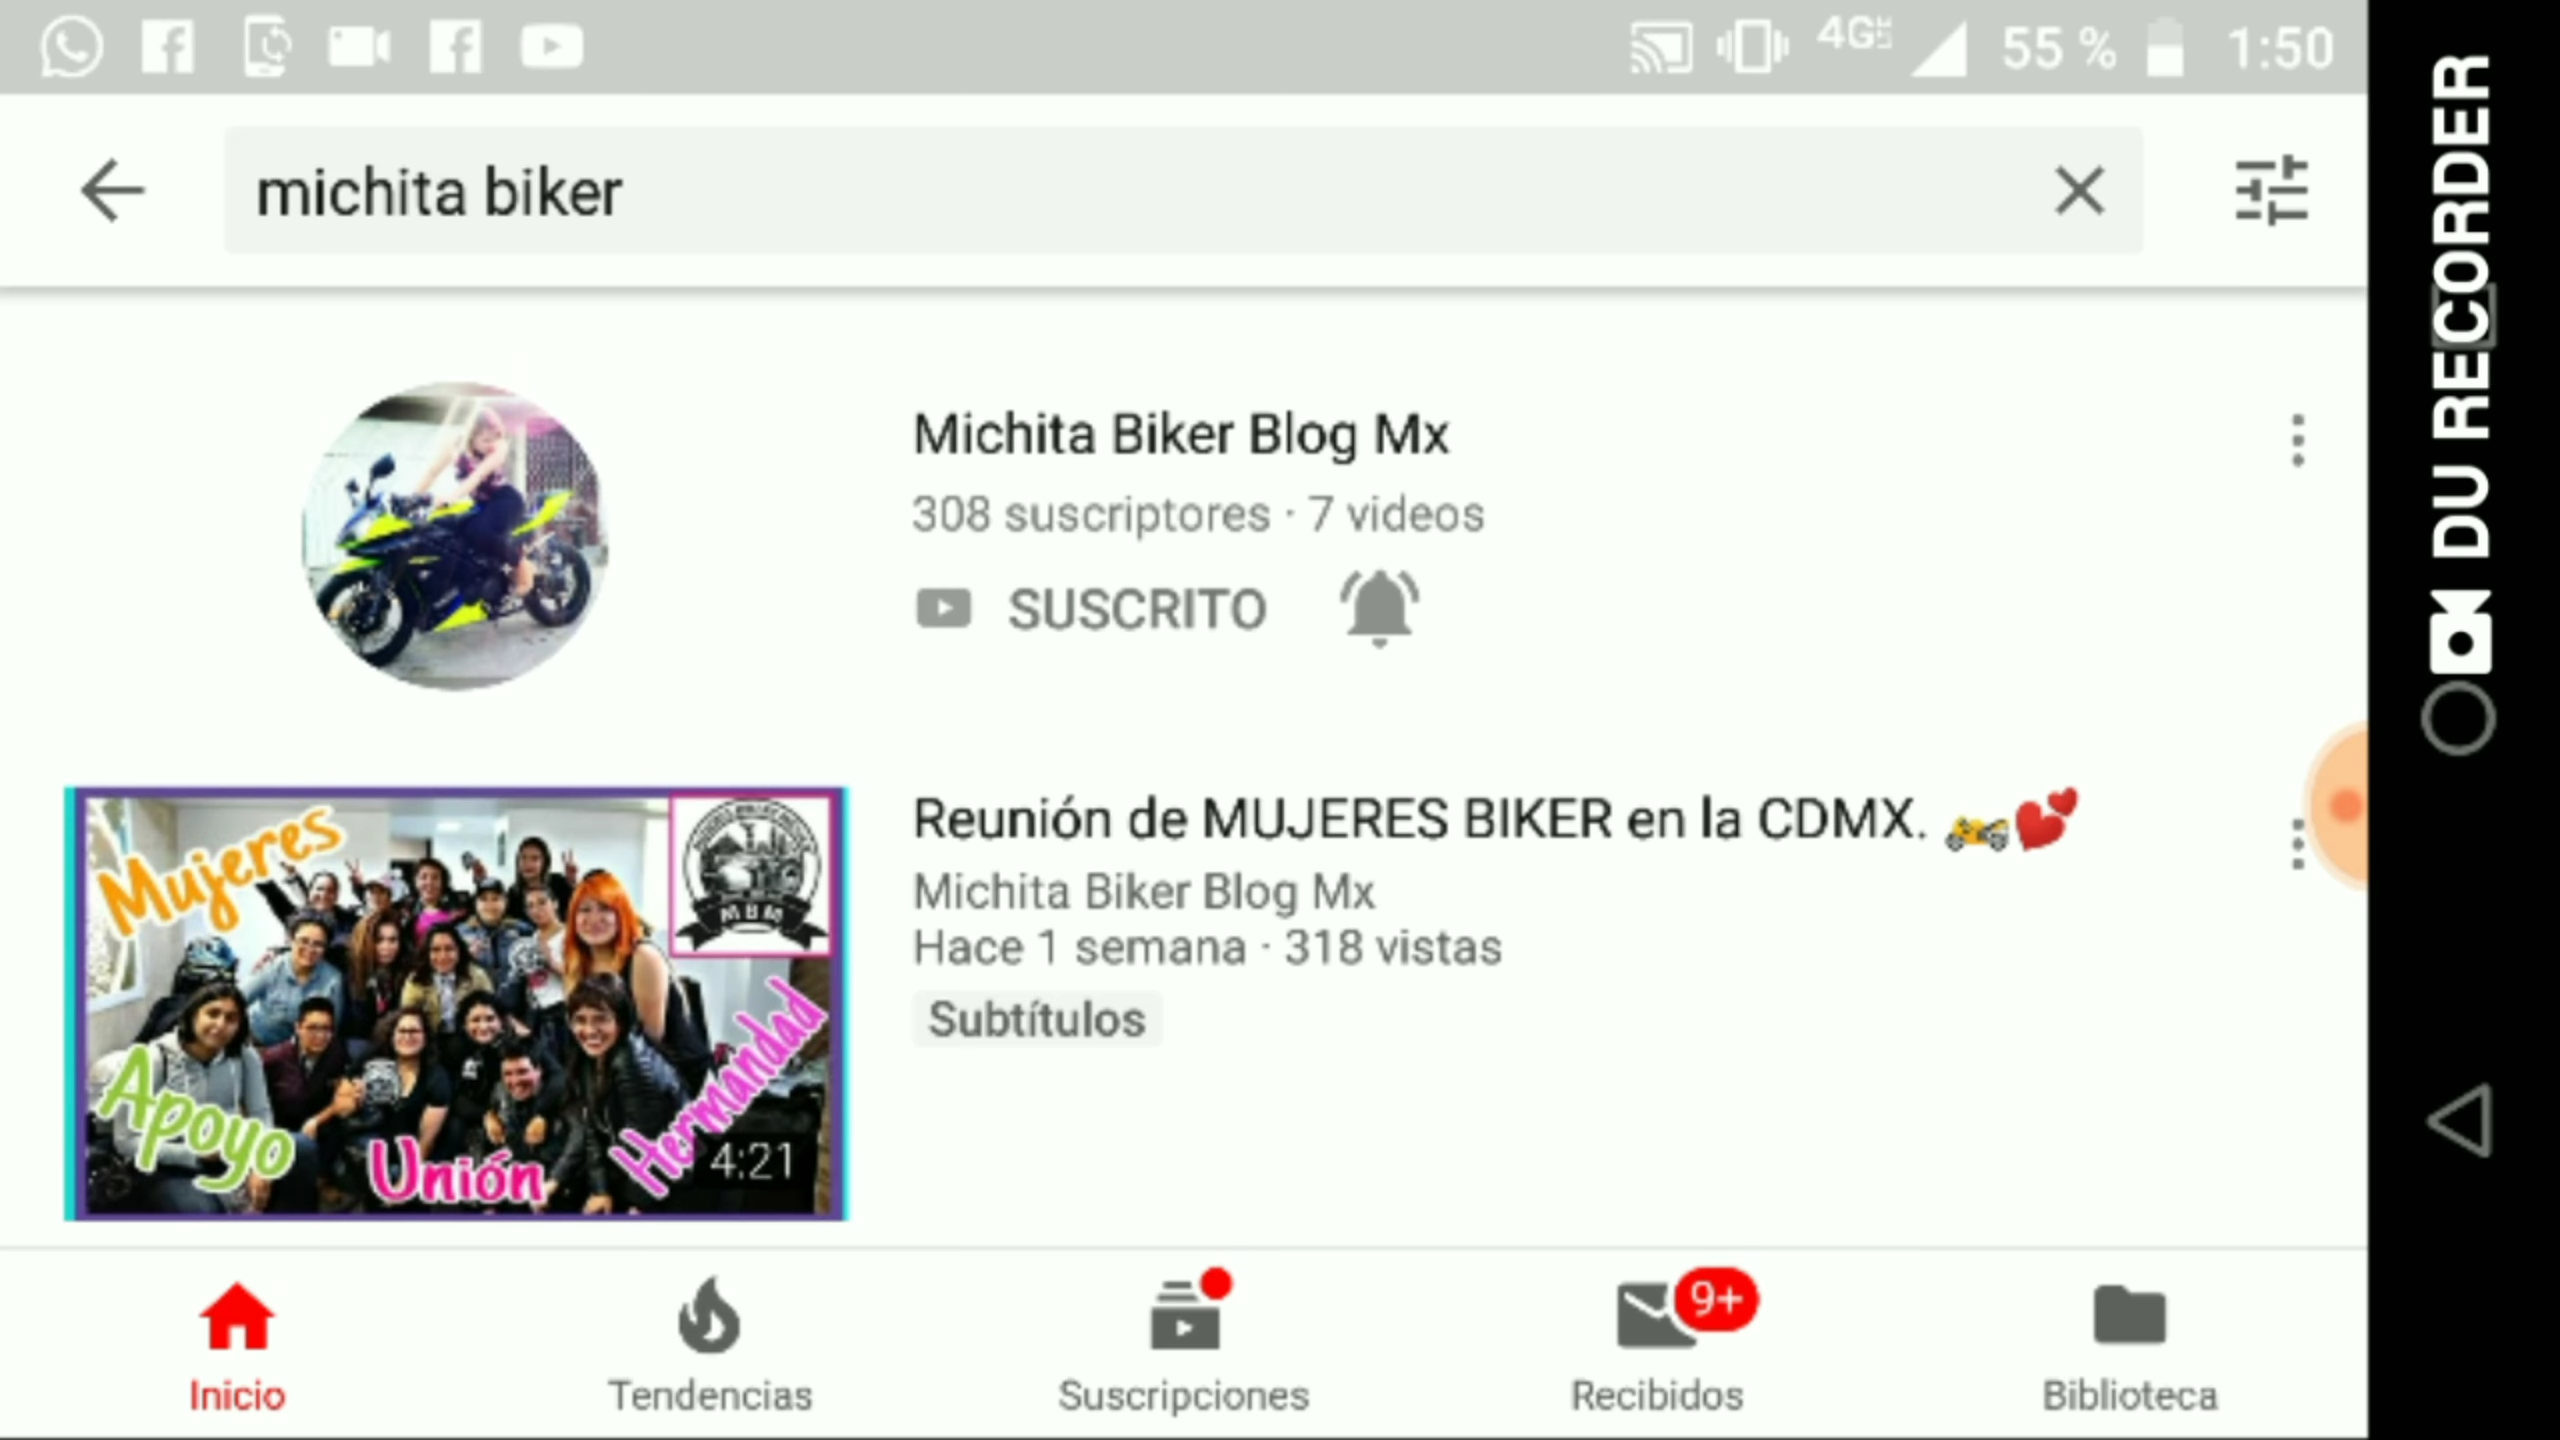 4G LTE 55 % 1:50
michita biker
Michita Biker Blog Mx
308 suscriptores · 7 videos
SUSCRITO
Mujeres
Apoyo
Unión
Hermandad
MBM
4:21
Reunión de MUJERES BIKER en la CDMX. 🏍️💕
Michita Biker Blog Mx
Hace 1 semana · 318 vistas
Subtítulos
Inicio
Tendencias
Suscripciones
9+
Recibidos
Biblioteca
DU RECORDER